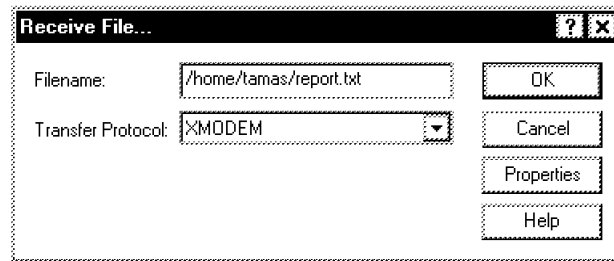 Receive File...
Filename: /home/tamas/report.txt OK
Transfer Protocol: XMODEM Cancel
Properties
Help